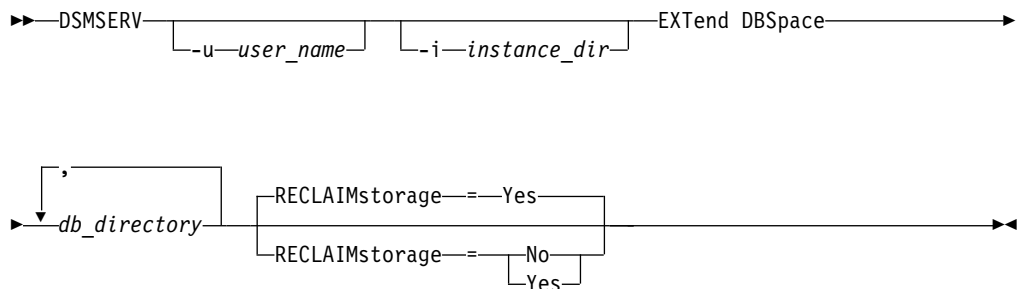 DSMSERV EXTend DBSpace
-u user_name -i instance_dir
,
RECLAIMstorage = Yes
db_directory
RECLAIMstorage = No
Yes